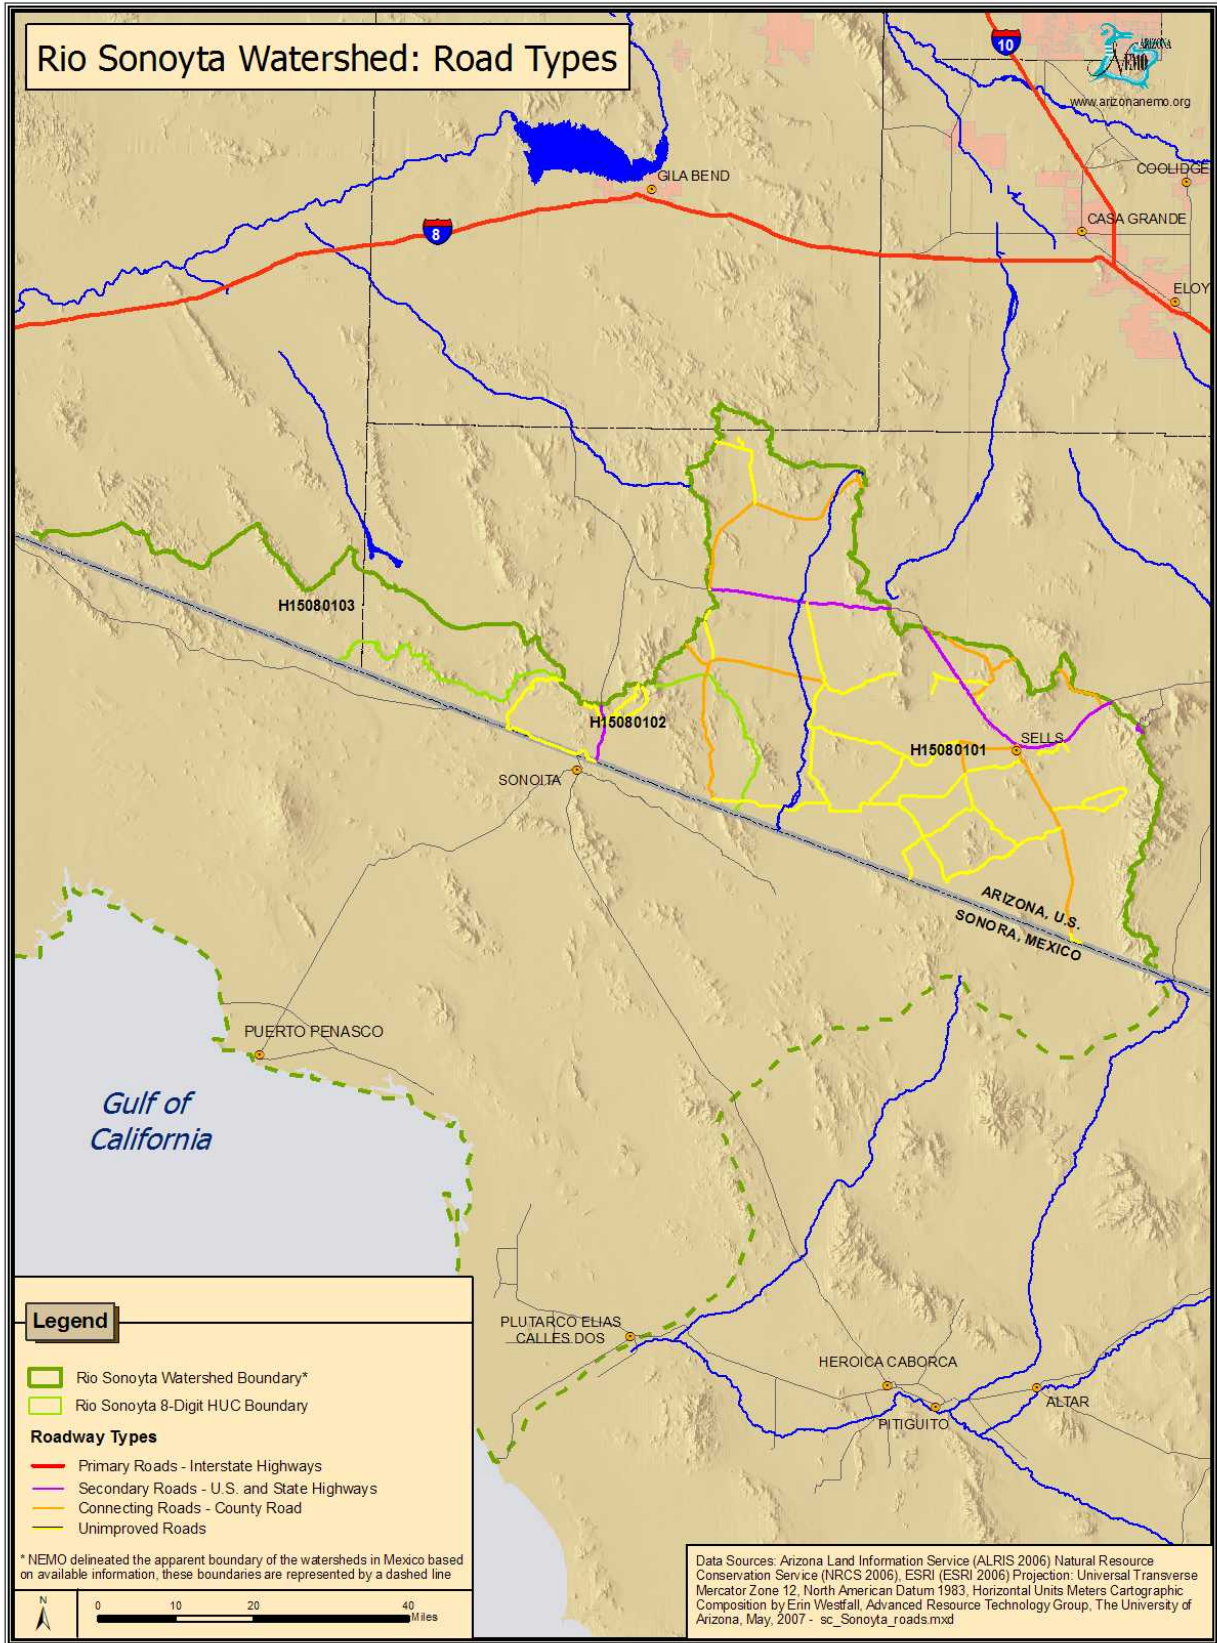 Rio Sonoyta Watershed: Road Types
10
ARIZONA
NEMO
www.arizonanemo.org
GILA BEND
COOLIDGE
8
CASA GRANDE
ELOY
H15080103
H15080102
H15080101
SELLS
SONOITA
ARIZONA, U.S.
SONORA, MEXICO
PUERTO PENASCO
Gulf of
California
PLUTARCO ELIAS
CALLES DOS
HEROICA CABORCA
PITIGUITO
ALTAR
Legend
Rio Sonoyta Watershed Boundary*
Rio Sonoyta 8-Digit HUC Boundary
Roadway Types
Primary Roads - Interstate Highways
Secondary Roads - U.S. and State Highways
Connecting Roads - County Road
Unimproved Roads
* NEMO delineated the apparent boundary of the watersheds in Mexico based
on available information, these boundaries are represented by a dashed line
N
0 10 20 40
Miles
Data Sources: Arizona Land Information Service (ALRIS 2006) Natural Resource
Conservation Service (NRCS 2006), ESRI (ESRI 2006) Projection: Universal Transverse
Mercator Zone 12, North American Datum 1983, Horizontal Units Meters Cartographic
Composition by Erin Westfall, Advanced Resource Technology Group, The University of
Arizona, May, 2007 - sc_Sonoyta_roads.mxd